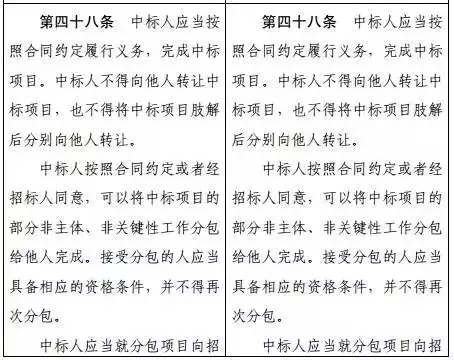 第四十八条 中标人应当按
照合同约定履行义务，完成中标
项目。中标人不得向他人转让中
标项目，也不得将中标项目肢解
后分别向他人转让。
中标人按照合同约定或者经
招标人同意，可以将中标项目的
部分非主体、非关键性工作分包
给他人完成。接受分包的人应当
具备相应的资格条件，并不得再
次分包。
中标人应当就分包项目向招
第四十八条 中标人应当按
照合同约定履行义务，完成中标
项目。中标人不得向他人转让中
标项目，也不得将中标项目肢解
后分别向他人转让。
中标人按照合同约定或者经
招标人同意，可以将中标项目的
部分非主体、非关键性工作分包
给他人完成。接受分包的人应当
具备相应的资格条件，并不得再
次分包。
中标人应当就分包项目向招